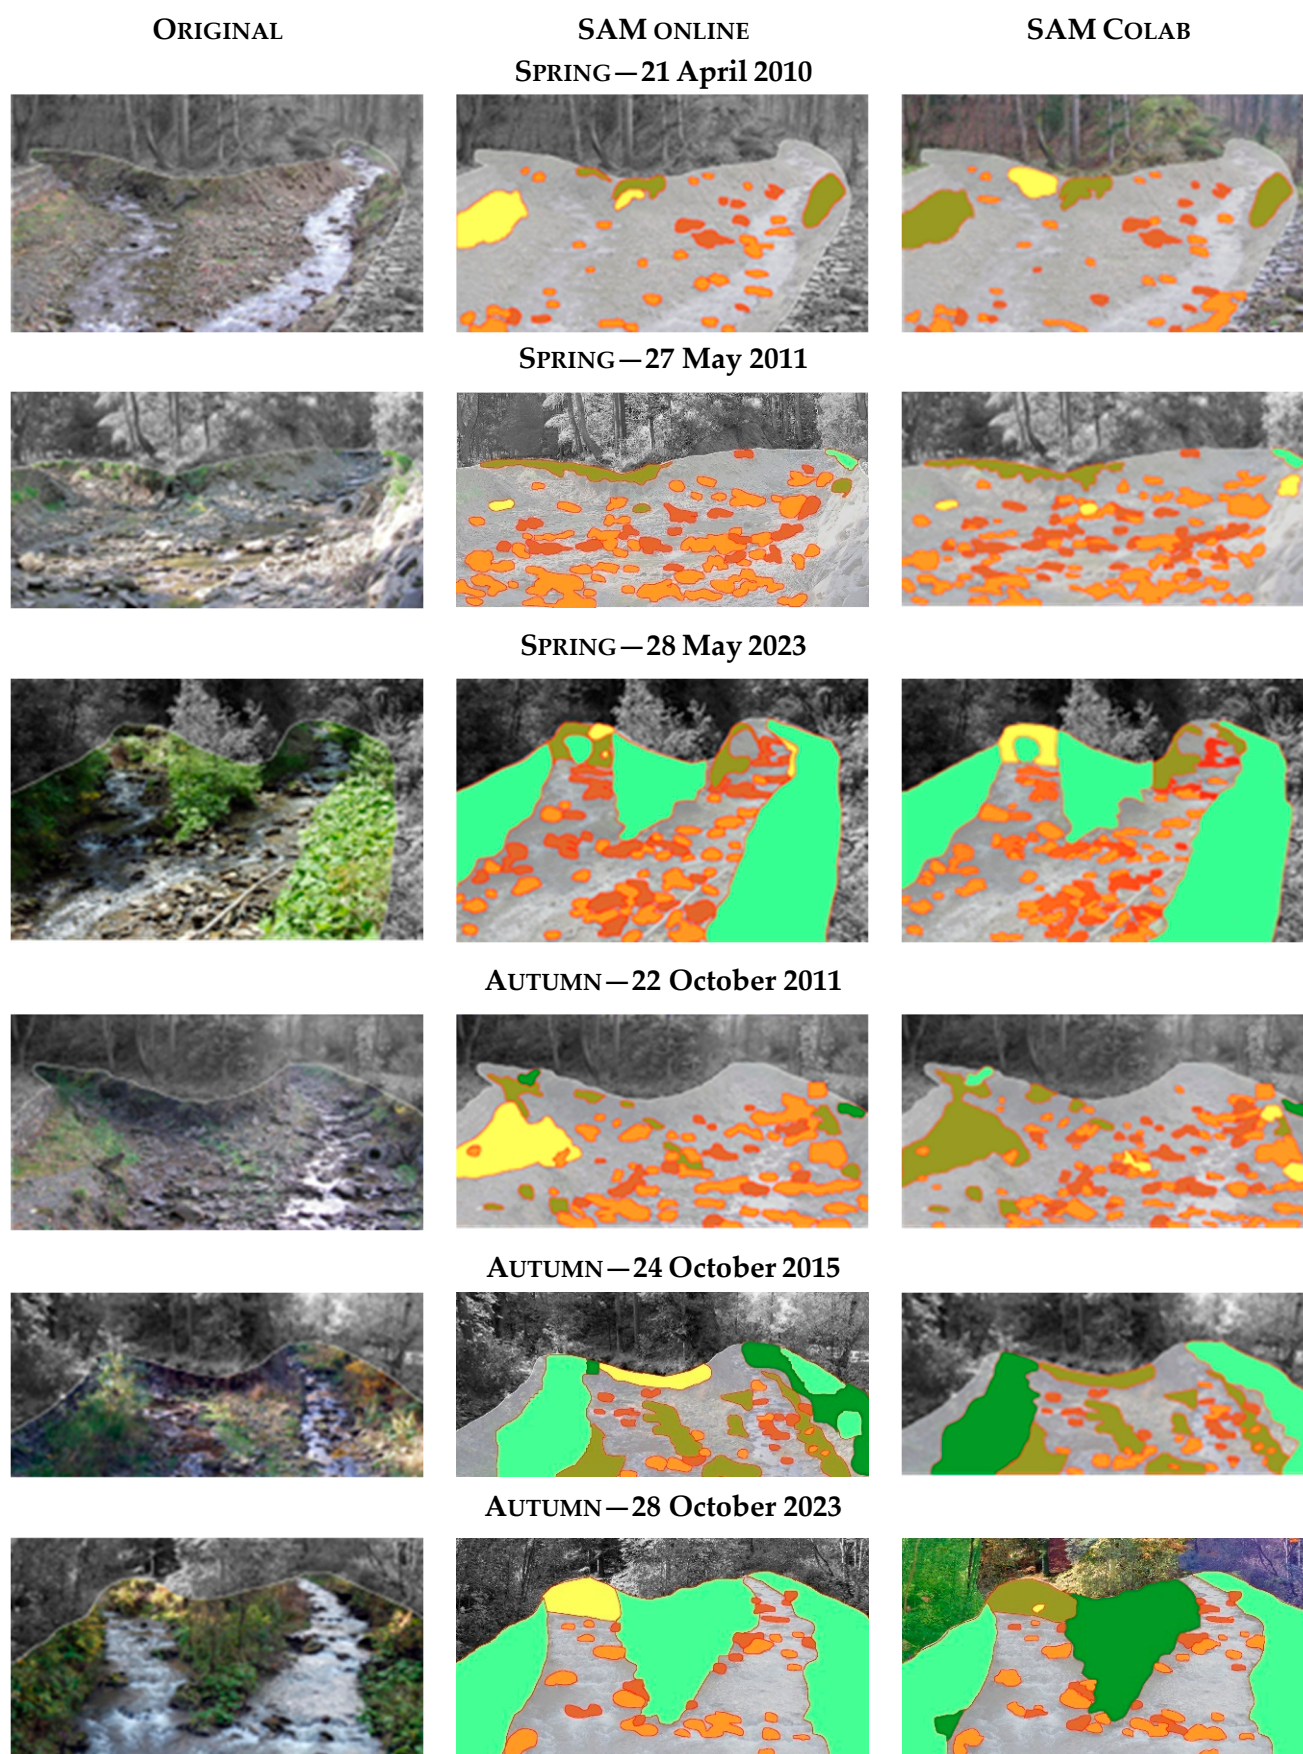 ORIGINAL SAM ONLINE SAM COLAB
SPRING—21 April 2010
SPRING—27 May 2011
SPRING—28 May 2023
AUTUMN—22 October 2011
AUTUMN—24 October 2015
AUTUMN—28 October 2023